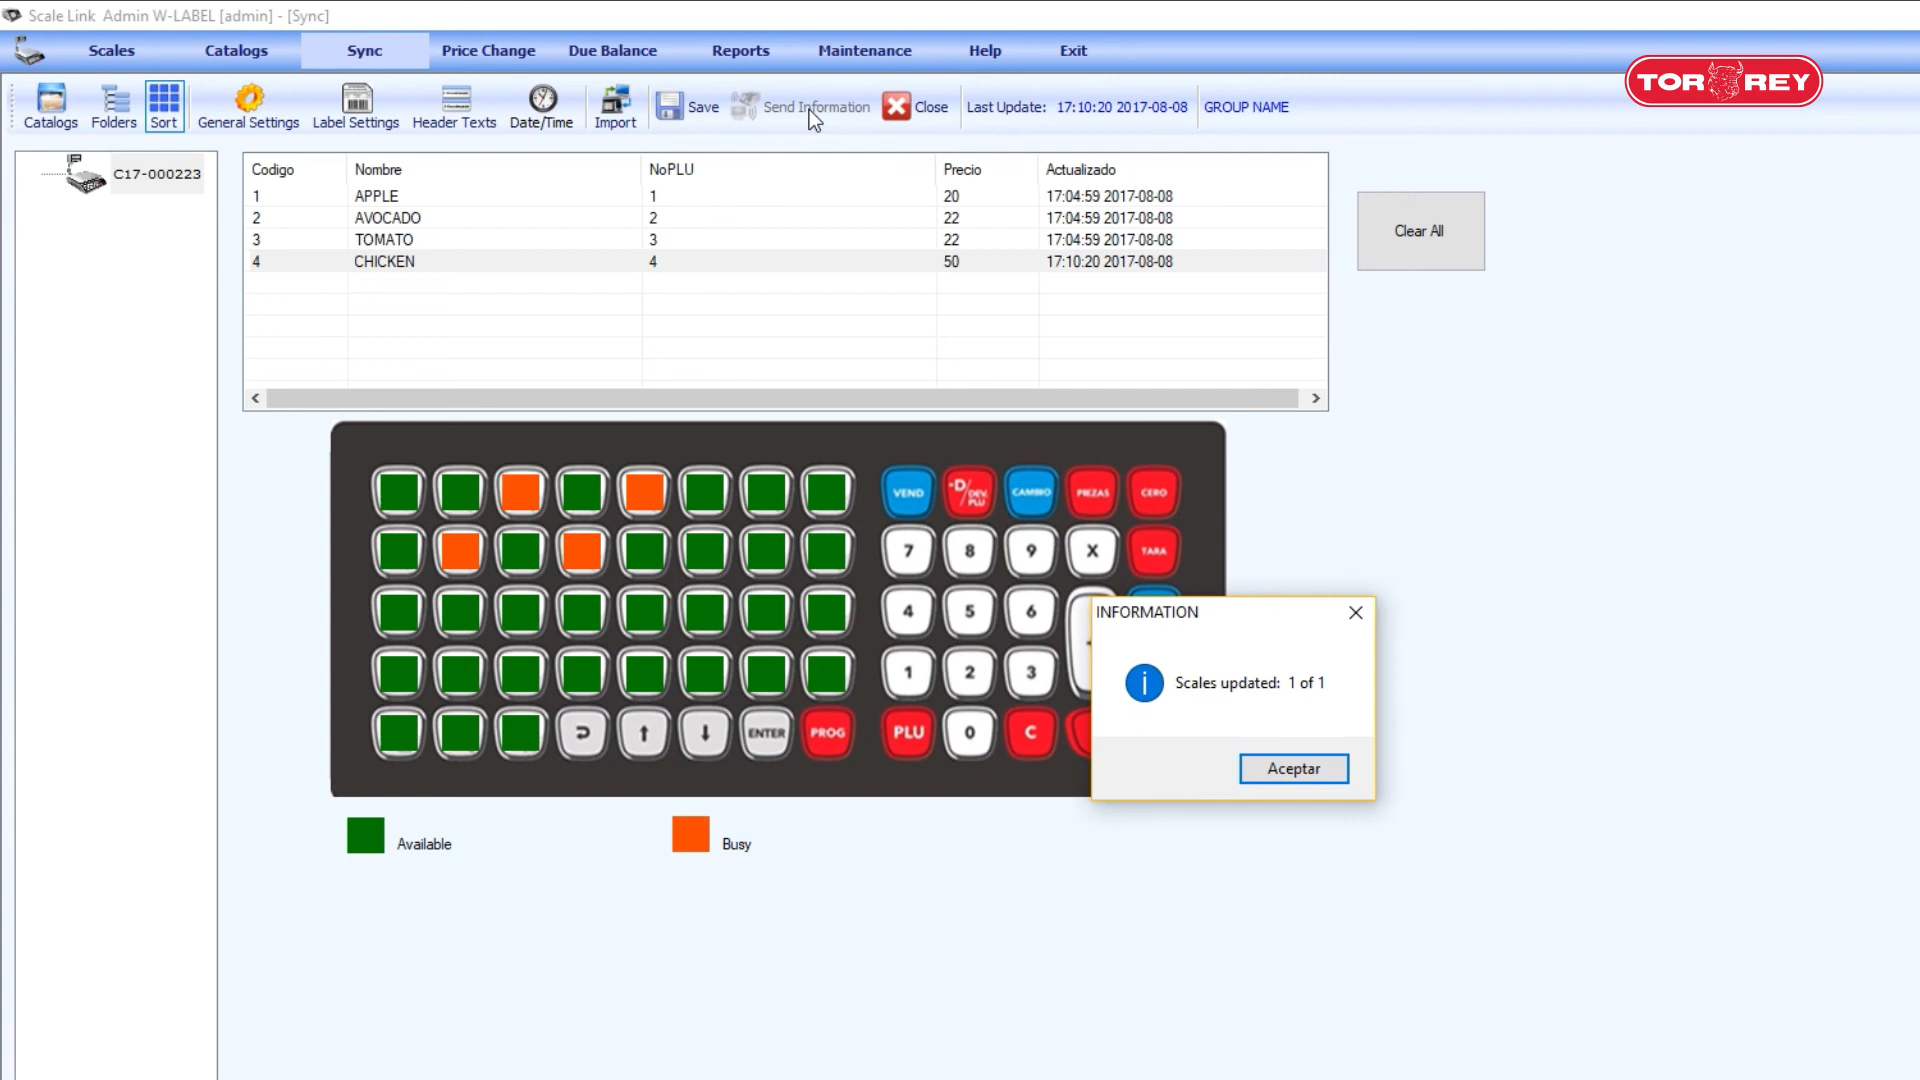 Scale Link Admin W-LABEL [admin] - [Sync]
Scales Catalogs Sync Price Change Due Balance Reports Maintenance Help Exit
TOR REY
Catalogs Folders Sort General Settings Label Settings Header Texts Date/Time Import Save Send Information Close Last Update: 17:10:20 2017-08-08 GROUP NAME
C17-000223
Codigo Nombre NoPLU Precio Actualizado
1 APPLE 1 20 17:04:59 2017-08-08
2 AVOCADO 2 22 17:04:59 2017-08-08
3 TOMATO 3 22 17:04:59 2017-08-08
4 CHICKEN 4 50 17:10:20 2017-08-08
Clear All
VEND -D/DEV. PLU CAMBIO PIEZAS CERO
7 8 9 X TARA
4 5 6
1 2 3
ENTER PROG PLU 0 C
INFORMATION
Scales updated: 1 of 1
Aceptar
Available Busy